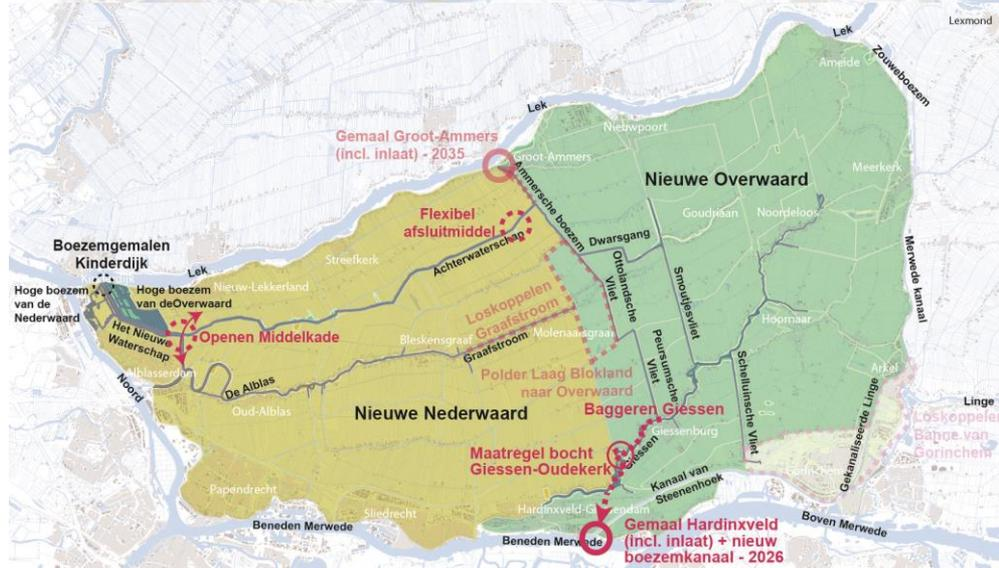 Lexmond
Lek
Ameide
Zouweboezem
Lek
Nieuwpoort
Gemaal Groot-Ammers
(incl. inlaat) - 2035
Groot-Ammers
Ammersche boezem
Nieuwe Overwaard
Meerkerk
Goudriaan
Noordeloos
Flexibel
afsluitmiddel
Achterwaterschap
Dwarsgang
Ottolandsche
Vliet
Smoutjesvliet
Merwede kanaal
Boezemgemalen
Kinderdijk
Lek
Streefkerk
Hoge boezem
van de
Nederwaard
Hoge boezem
van deOverwaard
Nieuw-Lekkerland
Loskoppelen
Graafstroom
Het Nieuwe
Waterschap
Openen Middelkade
Bleskensgraaf
Molenaarsgraaf
Graafstroom
Hoornaar
Peursumsche
Vliet
Schelluinsche Vliet
Alblasserdam
Noord
De Alblas
Oud-Alblas
Polder Laag Blokland
naar Overwaard
Arkel
Nieuwe Nederwaard
Baggeren Giessen
Giessenburg
Linge
Loskoppelen
Banne van
Gorinchem
Gekanaliseerde Linge
Maatregel bocht
Giessen-Oudekerk
Giessen
Kanaal van
Steenenhoek
Gorinchem
Papendrecht
Sliedrecht
Hardinxveld-Giessendam
Beneden Merwede
Beneden Merwede
Boven Merwede
Gemaal Hardinxveld
(incl. inlaat) + nieuw
boezemkanaal - 2026